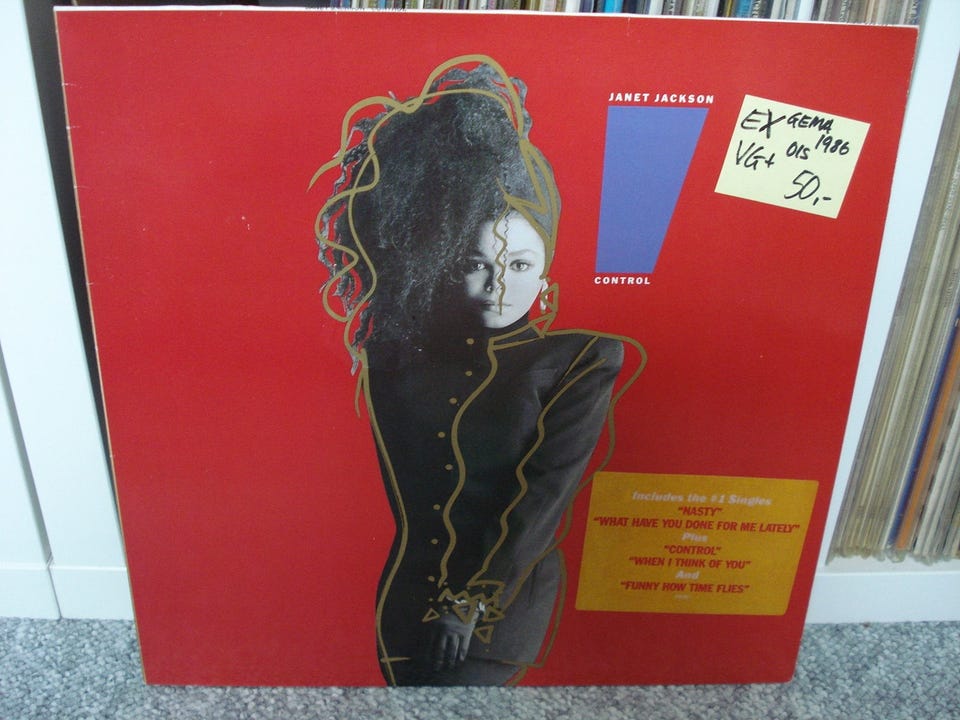 JANET JACKSON
CONTROL
EX GEMA
VG+ OIS 1986
50,-
Includes the #1 Singles
"NASTY"
"WHAT HAVE YOU DONE FOR ME LATELY"
Plus
"CONTROL"
"WHEN I THINK OF YOU"
And
"FUNNY HOW TIME FLIES"